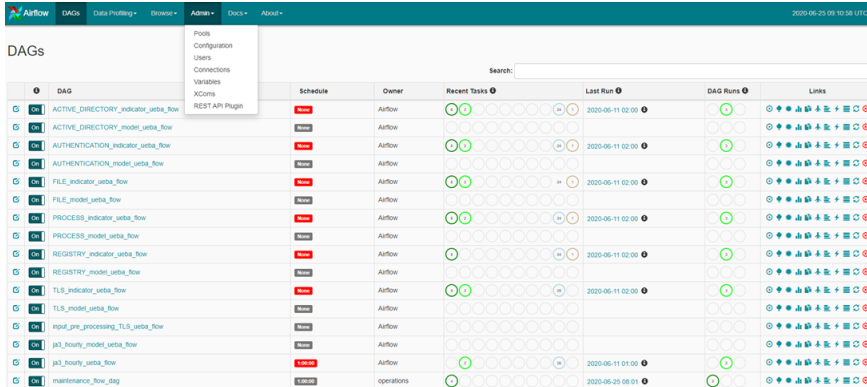 Airflow DAGs Data Profiling Browse Admin Docs About 2020-06-25 09:10:58 UTC
Pools
Configuration
Users
Connections
Variables
XComs
REST API Plugin
DAGs
Search:
DAG Schedule Owner Recent Tasks Last Run DAG Runs Links
On ACTIVE_DIRECTORY_indicator_ueba_flow None Airflow 2020-06-11 02:00
On ACTIVE_DIRECTORY_model_ueba_flow None Airflow
On AUTHENTICATION_indicator_ueba_flow None Airflow 2020-06-11 02:00
On AUTHENTICATION_model_ueba_flow None Airflow
On FILE_indicator_ueba_flow None Airflow 2020-06-11 02:00
On FILE_model_ueba_flow None Airflow
On PROCESS_indicator_ueba_flow None Airflow 2020-06-11 02:00
On PROCESS_model_ueba_flow None Airflow
On REGISTRY_indicator_ueba_flow None Airflow 2020-06-11 02:00
On REGISTRY_model_ueba_flow None Airflow
On TLS_indicator_ueba_flow None Airflow 2020-06-11 02:00
On TLS_model_ueba_flow None Airflow
On input_pre_processing_TLS_ueba_flow None Airflow
On ja3_hourly_model_ueba_flow None Airflow
On ja3_hourly_ueba_flow 1:00:00 Airflow 2020-06-11 01:00
On maintenance_flow_dag 1:00:00 operations 2020-06-25 08:01